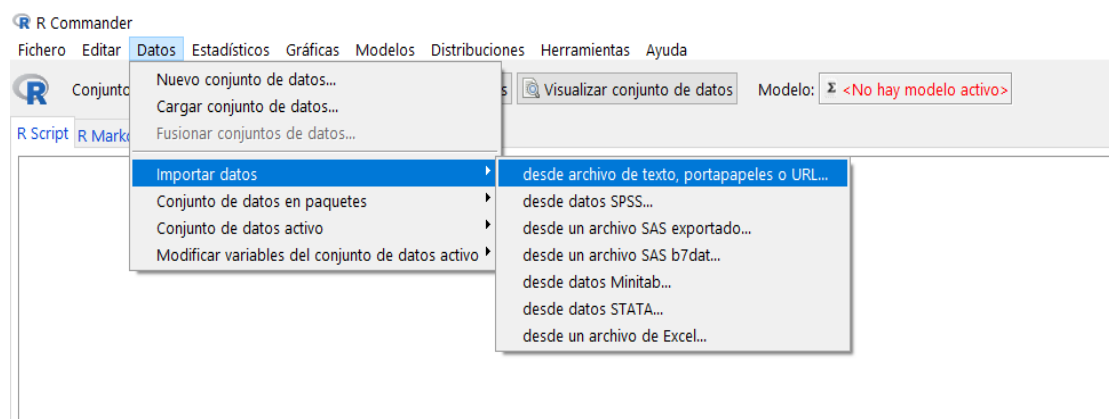 R Commander
Fichero Editar Datos Estadísticos Gráficas Modelos Distribuciones Herramientas Ayuda
R Conjunto s Visualizar conjunto de datos Modelo: Σ <No hay modelo activo>
R Script R Marko
Nuevo conjunto de datos...
Cargar conjunto de datos...
Fusionar conjuntos de datos...
Importar datos
Conjunto de datos en paquetes
Conjunto de datos activo
Modificar variables del conjunto de datos activo
desde archivo de texto, portapapeles o URL...
desde datos SPSS...
desde un archivo SAS exportado...
desde un archivo SAS b7dat...
desde datos Minitab...
desde datos STATA...
desde un archivo de Excel...